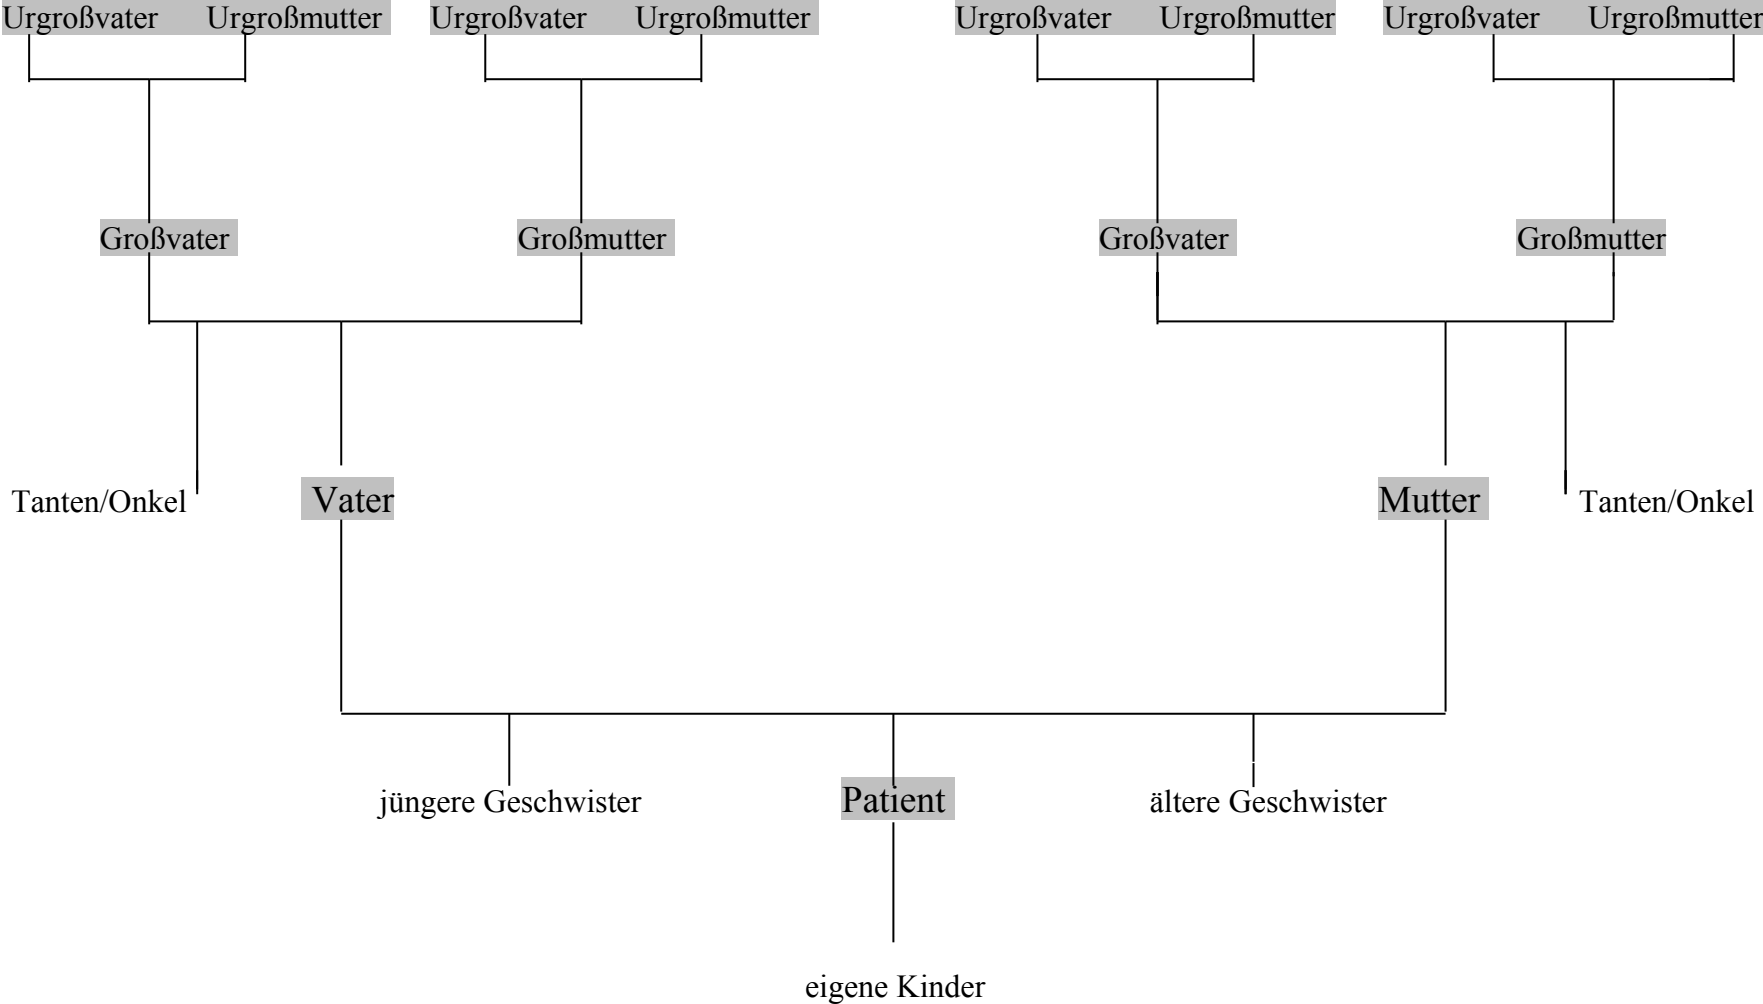 Urgroßvater Urgroßmutter Urgroßvater Urgroßmutter Urgroßvater Urgroßmutter Urgroßvater Urgroßmutter
Großvater Großmutter Großvater Großmutter
Tanten/Onkel Vater Mutter Tanten/Onkel
jüngere Geschwister Patient ältere Geschwister
eigene Kinder